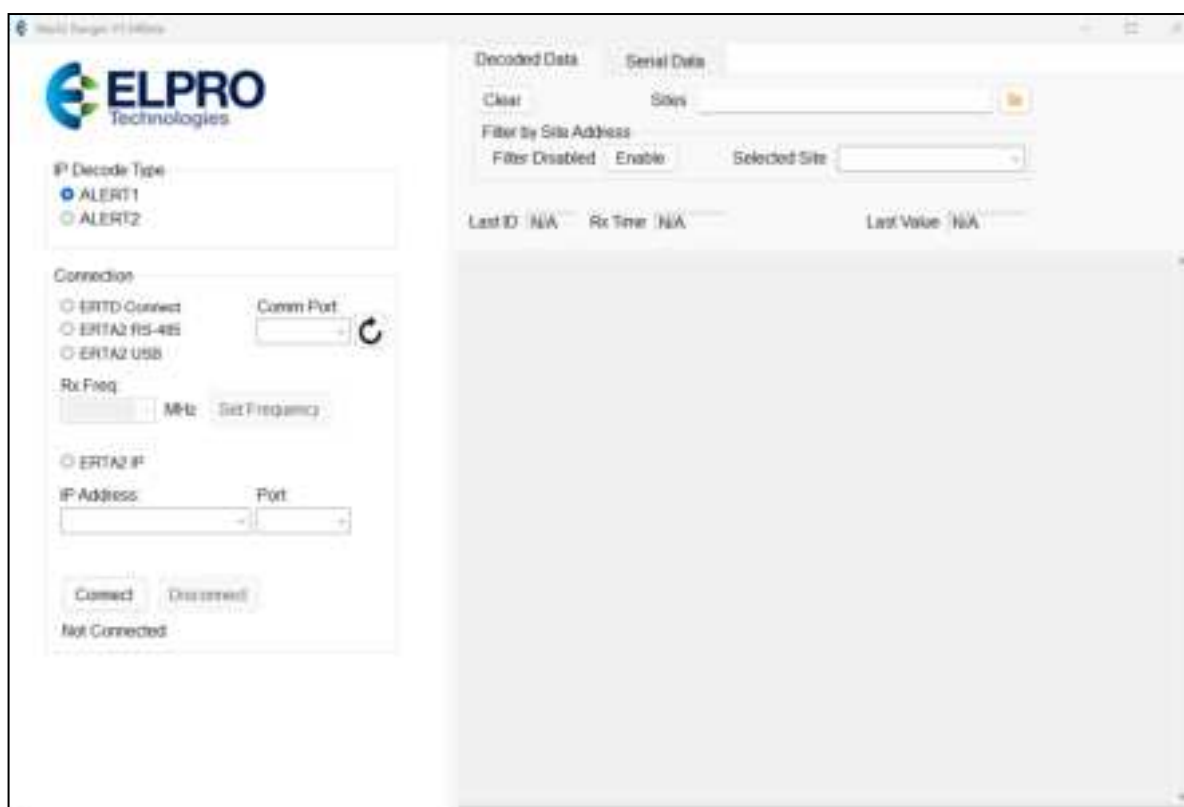 ELPRO
Technologies
IP Decode Type
ALERT1
ALERT2
Connection
ERTD Connect
Comm Port
ERTA2 RS-485
ERTA2 USB
Rx Freq
MHz
Set Frequency
ERTA2 IP
IP Address
Port
Connect
Disconnect
Not Connected
Decoded Data
Serial Data
Clear
Sites
Filter by Site Address
Filter Disabled
Enable
Selected Site
Last ID
N/A
Rx Time
N/A
Last Value
N/A